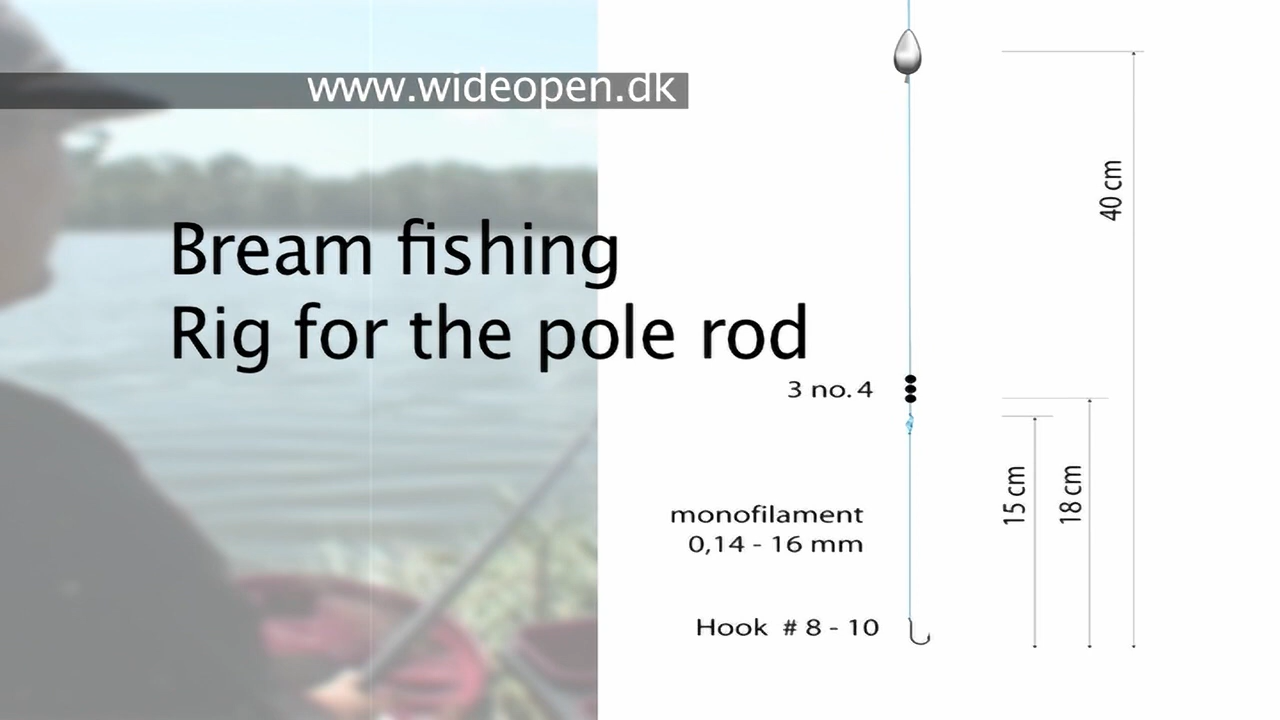 www.wideopen.dk
Bream fishing
Rig for the pole rod
3 no. 4
monofilament
0,14 - 16 mm
Hook # 8 - 10
15 cm
18 cm
40 cm